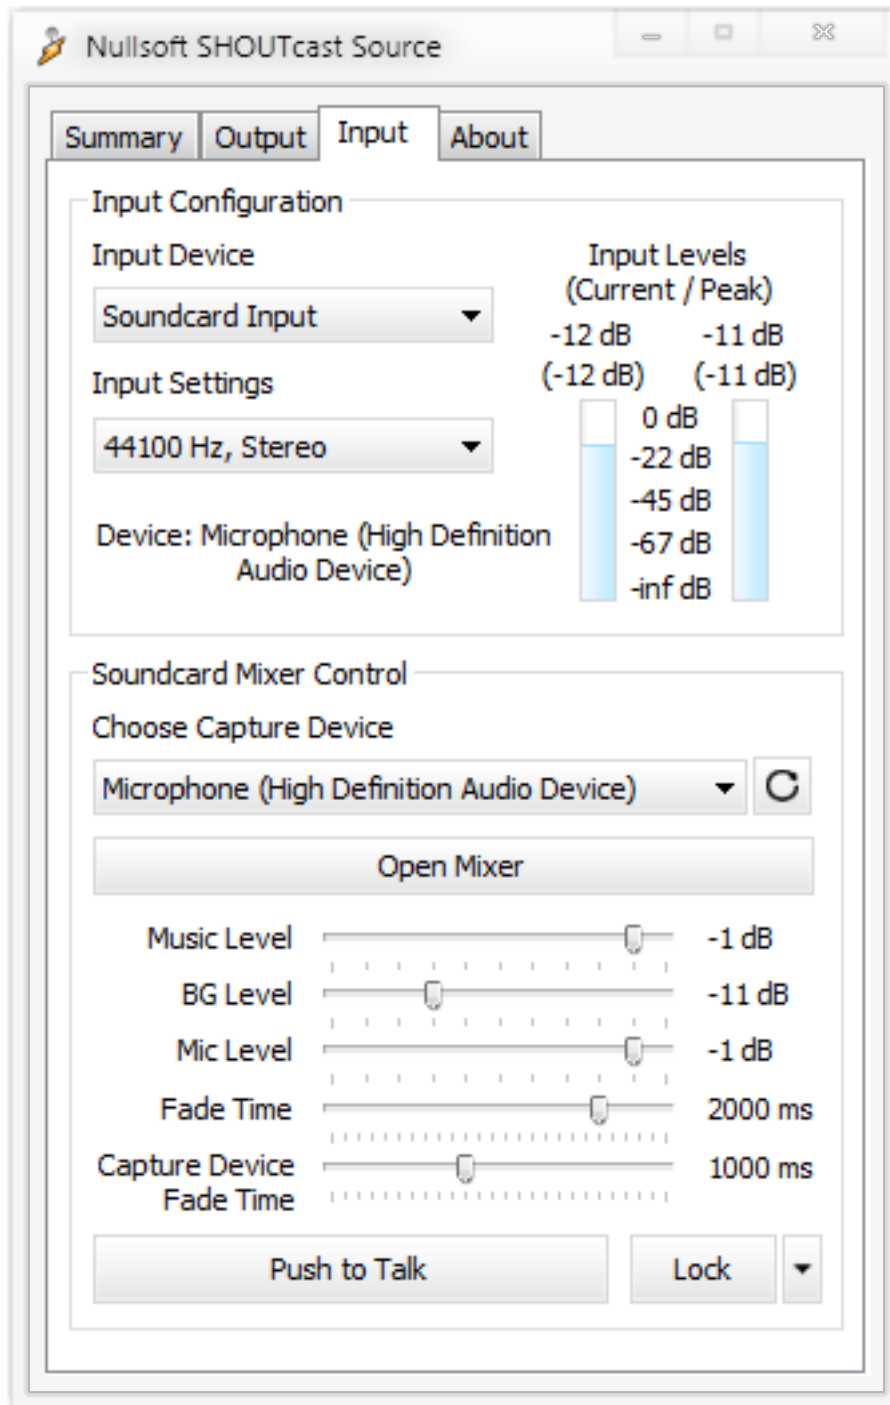 Nullsoft SHOUTcast Source
Summary Output Input About
Input Configuration
Input Device
Soundcard Input
Input Settings
44100 Hz, Stereo
Device: Microphone (High Definition
Audio Device)
Input Levels
(Current / Peak)
-12 dB -11 dB
(-12 dB) (-11 dB)
0 dB
-22 dB
-45 dB
-67 dB
-inf dB
Soundcard Mixer Control
Choose Capture Device
Microphone (High Definition Audio Device)
Open Mixer
Music Level -1 dB
BG Level -11 dB
Mic Level -1 dB
Fade Time 2000 ms
Capture Device 1000 ms
Fade Time
Push to Talk Lock